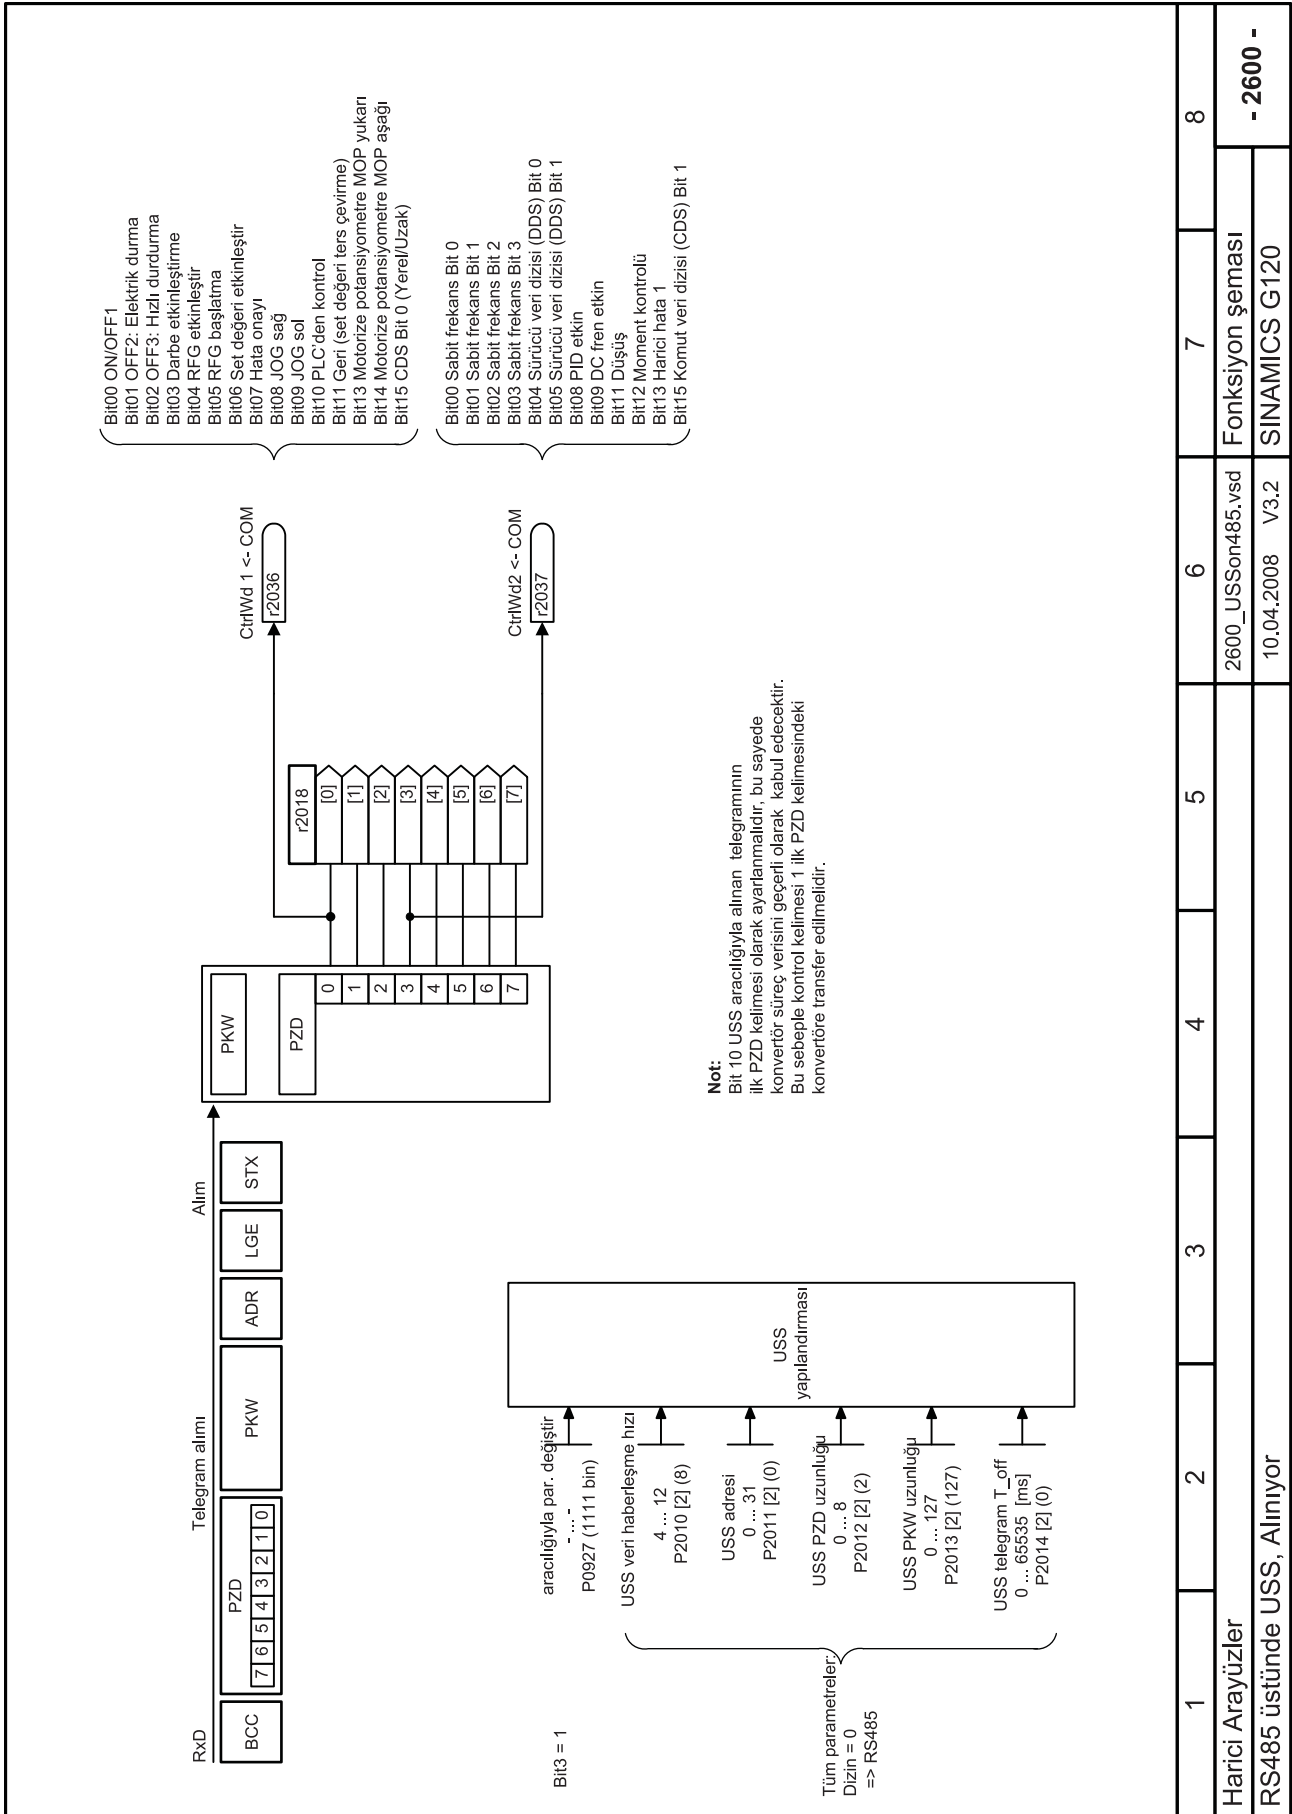 RxD
Telegram alımı
Alım
BCC
PZD
7 6 5 4 3 2 1 0
PKW
ADR
LGE
STX
PKW
PZD
0
1
2
3
4
5
6
7
r2018
[0]
[1]
[2]
[3]
[4]
[5]
[6]
[7]
CtrlWd 1 <- COM
r2036
CtrlWd2 <- COM
r2037
Bit00 ON/OFF1
Bit01 OFF2: Elektrik durma
Bit02 OFF3: Hızlı durdurma
Bit03 Darbe etkinleştirme
Bit04 RFG etkinleştir
Bit05 RFG başlatma
Bit06 Set değeri etkinleştir
Bit07 Hata onayı
Bit08 JOG sağ
Bit09 JOG sol
Bit10 PLC'den kontrol
Bit11 Geri (set değeri ters çevirme)
Bit13 Motorize potansiyometre MOP yukarı
Bit14 Motorize potansiyometre MOP aşağı
Bit15 CDS Bit 0 (Yerel/Uzak)
Bit00 Sabit frekans Bit 0
Bit01 Sabit frekans Bit 1
Bit02 Sabit frekans Bit 2
Bit03 Sabit frekans Bit 3
Bit04 Sürücü veri dizisi (DDS) Bit 0
Bit05 Sürücü veri dizisi (DDS) Bit 1
Bit08 PID etkin
Bit09 DC fren etkin
Bit11 Düşüş
Bit12 Moment kontrolü
Bit13 Harici hata 1
Bit15 Komut veri dizisi (CDS) Bit 1
Bit3 = 1
aracılığıyla par. değiştir
- ... -
P0927 (1111 bin)
USS veri haberleşme hızı
4 ... 12
P2010 [2] (8)
USS adresi
0 ... 31
P2011 [2] (0)
USS PZD uzunluğu
0 ... 8
P2012 [2] (2)
USS PKW uzunluğu
0 ... 127
P2013 [2] (127)
USS telegram T_off
0 ... 65535 [ms]
P2014 [2] (0)
Tüm parametreler:
Dizin = 0
=> RS485
USS
yapılandırması
Not:
Bit 10 USS aracılığıyla alınan telegramının
ilk PZD kelimesi olarak ayarlanmalıdır, bu sayede
konvertör süreç verisini geçerli olarak kabul edecektir.
Bu sebeple kontrol kelimesi 1 ilk PZD kelimesindeki
konvertöre transfer edilmelidir.
1 2 3 4 5 6 7 8
Harici Arayüzler
2600_USSon485.vsd
Fonksiyon şeması
- 2600 -
RS485 üstünde USS, Alınıyor
10.04.2008 V3.2
SINAMICS G120